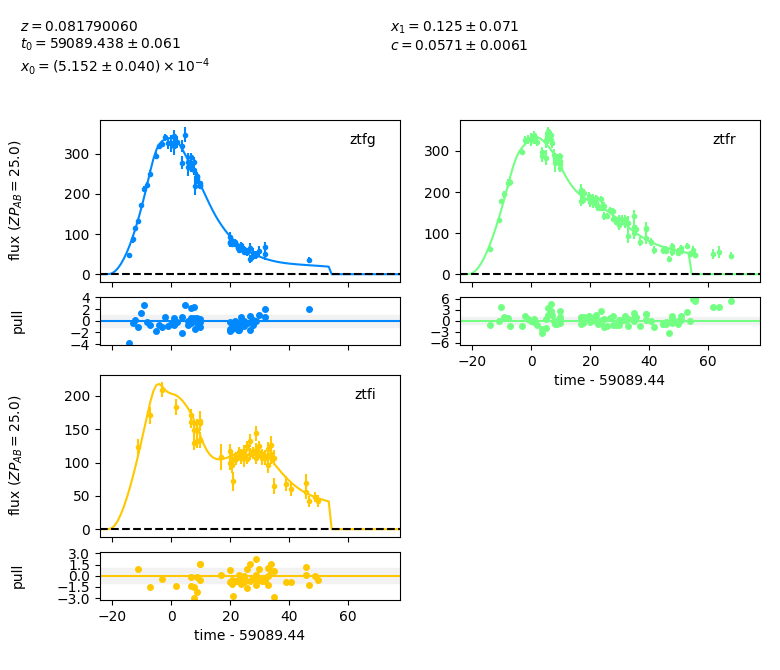 z = 0.081790060
t₀ = 59089.438 ± 0.061
x₀ = (5.152 ± 0.040) × 10⁻⁴
x₁ = 0.125 ± 0.071
c = 0.0571 ± 0.0061
ztfg
flux (ZP_AB = 25.0)
300
200
100
0
pull
4
2
0
−2
−4
ztfr
300
200
100
0
6
3
0
−3
−6
−20 0 20 40 60
time - 59089.44
ztfi
flux (ZP_AB = 25.0)
200
150
100
50
0
pull
3.0
1.5
0.0
−1.5
−3.0
−20 0 20 40 60
time - 59089.44